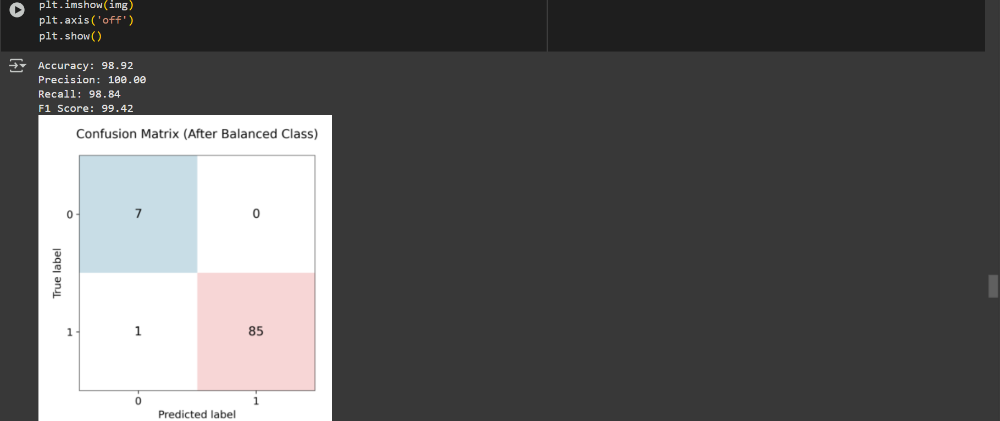 plt.imshow(img)
plt.axis('off')
plt.show()
Accuracy: 98.92
Precision: 100.00
Recall: 98.84
F1 Score: 99.42
Confusion Matrix (After Balanced Class)
0
7
0
True label
1
1
85
0
1
Predicted label